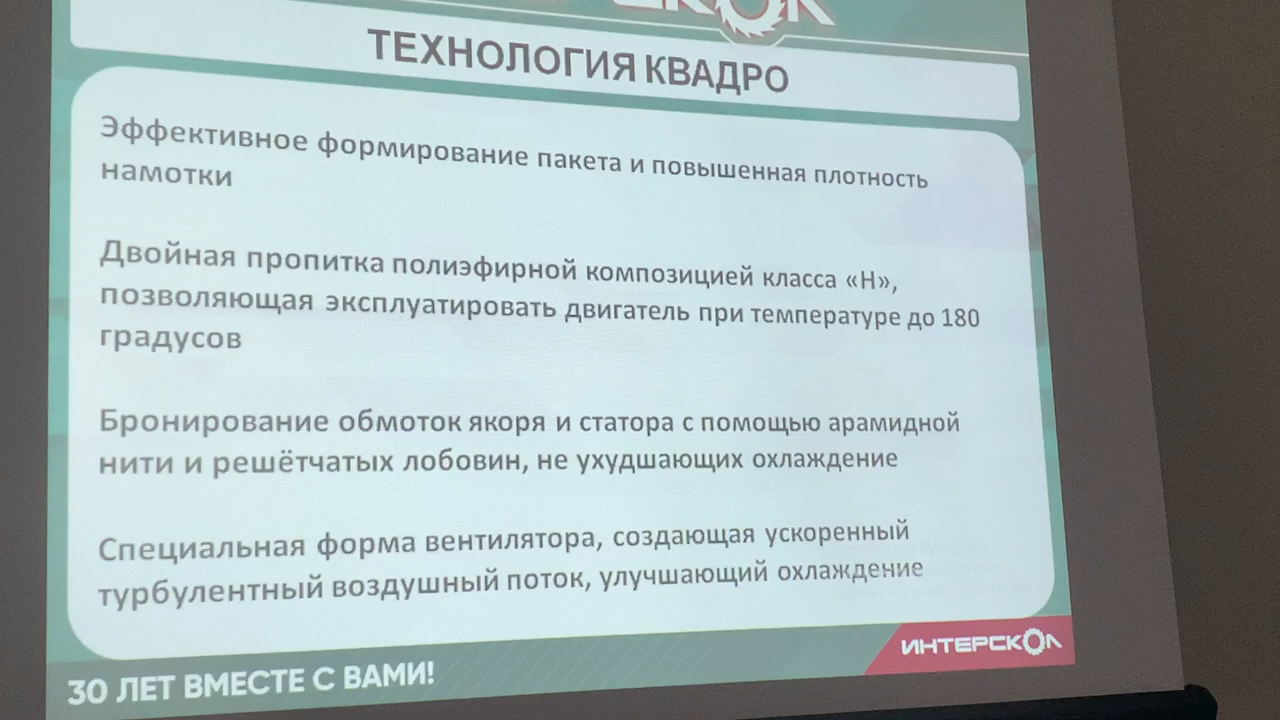 ТЕХНОЛОГИЯ КВАДРО
Эффективное формирование пакета и повышенная плотность
намотки
Двойная пропитка полиэфирной композицией класса «Н»,
позволяющая эксплуатировать двигатель при температуре до 180
градусов
Бронирование обмоток якоря и статора с помощью арамидной
нити и решётчатых лобовин, не ухудшающих охлаждение
Специальная форма вентилятора, создающая ускоренный
турбулентный воздушный поток, улучшающий охлаждение
ИНТЕРСКОЛ
30 ЛЕТ ВМЕСТЕ С ВАМИ!